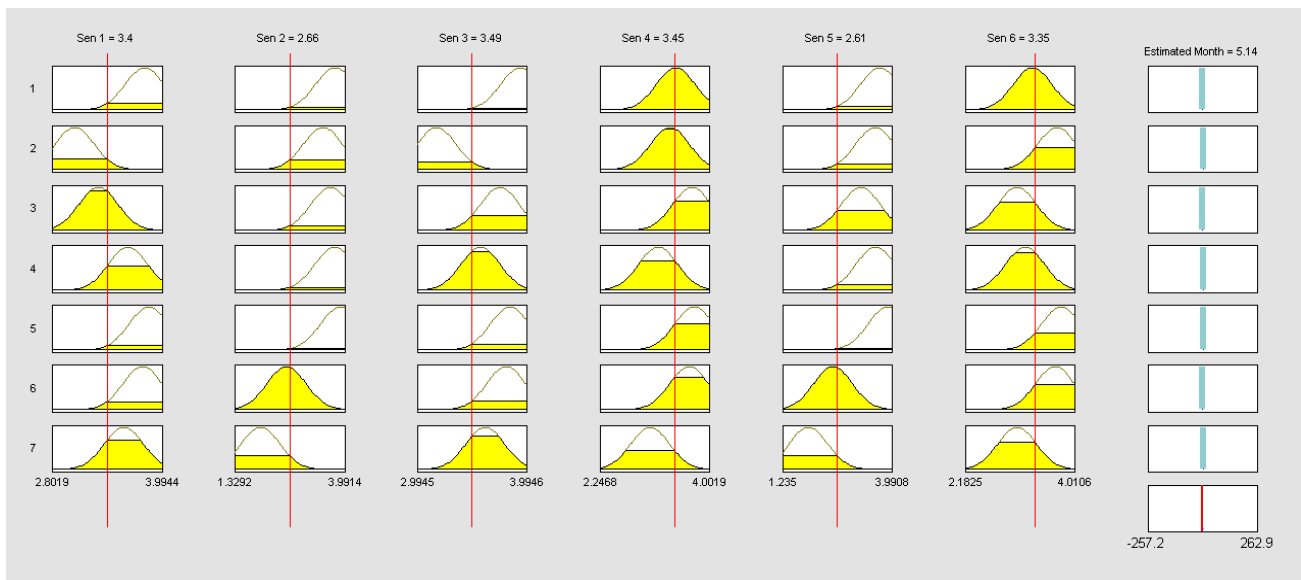 Sen 1 = 3.4 Sen 2 = 2.66 Sen 3 = 3.49 Sen 4 = 3.45 Sen 5 = 2.61 Sen 6 = 3.35
Estimated Month = 5.14
1
2
3
4
5
6
7
2.8019 3.9944 1.3292 3.9914 2.9945 3.9946 2.2468 4.0019 1.235 3.9908 2.1825 4.0106
-257.2 262.9